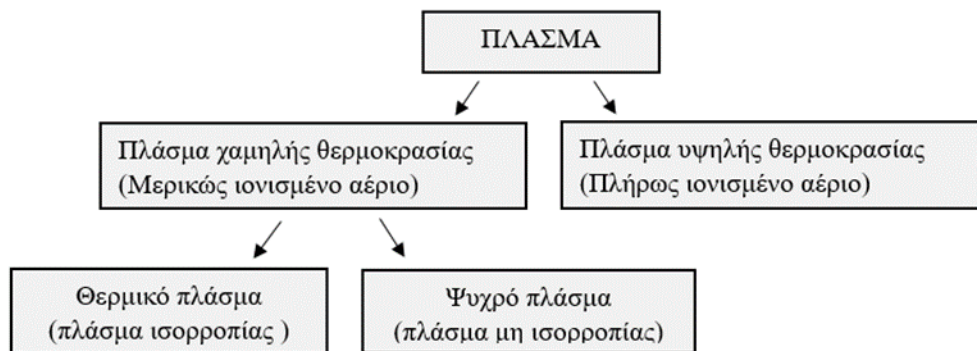 ΠΛΑΣΜΑ
Πλάσμα χαμηλής θερμοκρασίας
(Μερικώς ιονισμένο αέριο)
Πλάσμα υψηλής θερμοκρασίας
(Πλήρως ιονισμένο αέριο)
Θερμικό πλάσμα
(πλάσμα ισορροπίας )
Ψυχρό πλάσμα
(πλάσμα μη ισορροπίας)